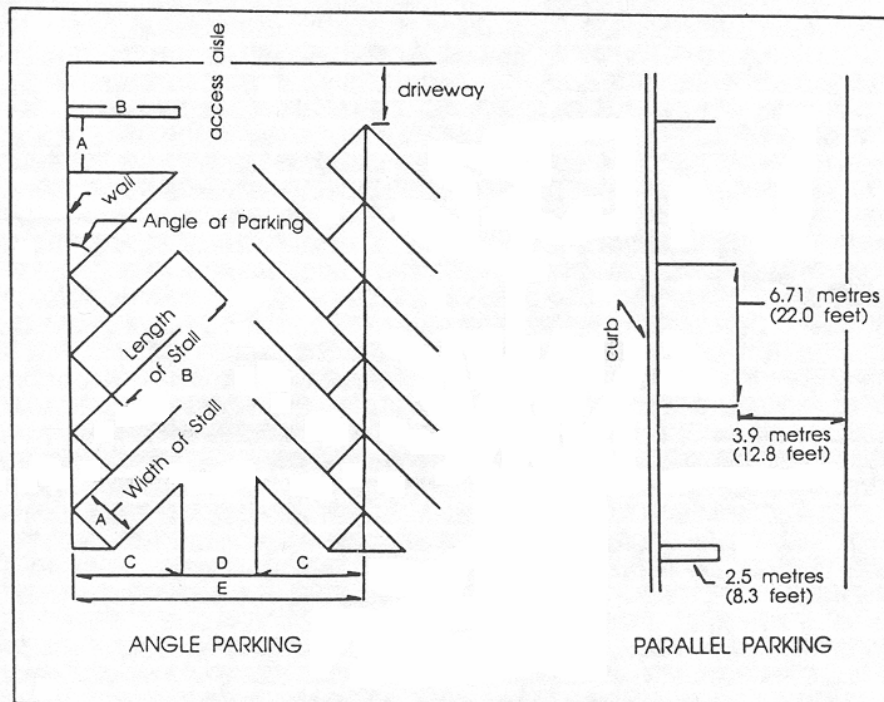 access aisle
driveway
B
A
wall
Angle of Parking
Length
of Stall
B
Width of Stall
A
C
D
C
E
ANGLE PARKING
curb
6.71 metres
(22.0 feet)
3.9 metres
(12.8 feet)
2.5 metres
(8.3 feet)
PARALLEL PARKING